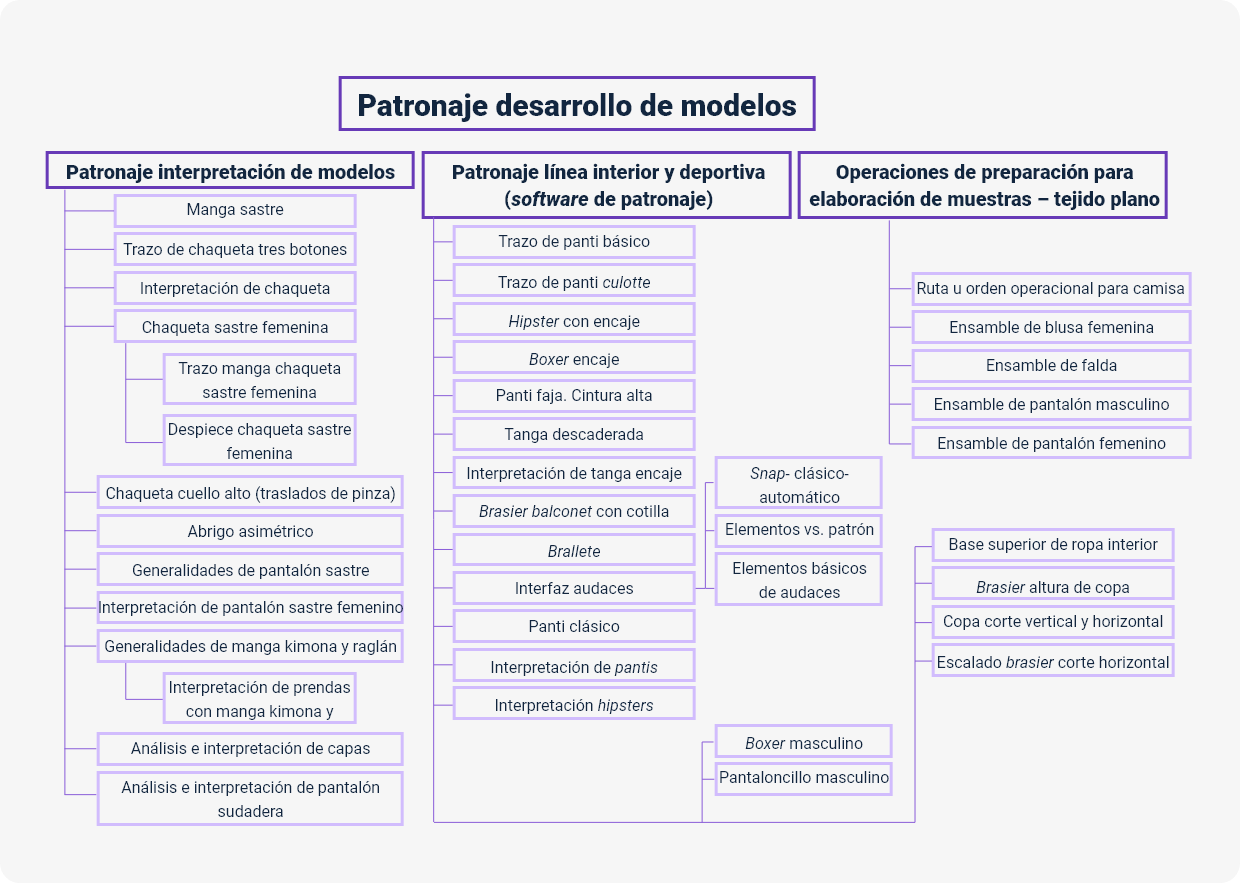 Patronaje desarrollo de modelos
Patronaje interpretación de modelos
Manga sastre
Trazo de chaqueta tres botones
Interpretación de chaqueta
Chaqueta sastre femenina
Trazo manga chaqueta
sastre femenina
Despiece chaqueta sastre
femenina
Chaqueta cuello alto (traslados de pinza)
Abrigo asimétrico
Generalidades de pantalón sastre
Interpretación de pantalón sastre femenino
Generalidades de manga kimona y raglán
Interpretación de prendas
con manga kimona y
Análisis e interpretación de capas
Análisis e interpretación de pantalón
sudadera
Patronaje línea interior y deportiva
(software de patronaje)
Trazo de panti básico
Trazo de panti culotte
Hipster con encaje
Boxer encaje
Panti faja. Cintura alta
Tanga descaderada
Interpretación de tanga encaje
Brasier balconet con cotilla
Brallete
Interfaz audaces
Snap- clásico-
automático
Elementos vs. patrón
Elementos básicos
de audaces
Panti clásico
Interpretación de pantis
Interpretación hipsters
Boxer masculino
Pantaloncillo masculino
Base superior de ropa interior
Brasier altura de copa
Copa corte vertical y horizontal
Escalado brasier corte horizontal
Operaciones de preparación para
elaboración de muestras – tejido plano
Ruta u orden operacional para camisa
Ensamble de blusa femenina
Ensamble de falda
Ensamble de pantalón masculino
Ensamble de pantalón femenino